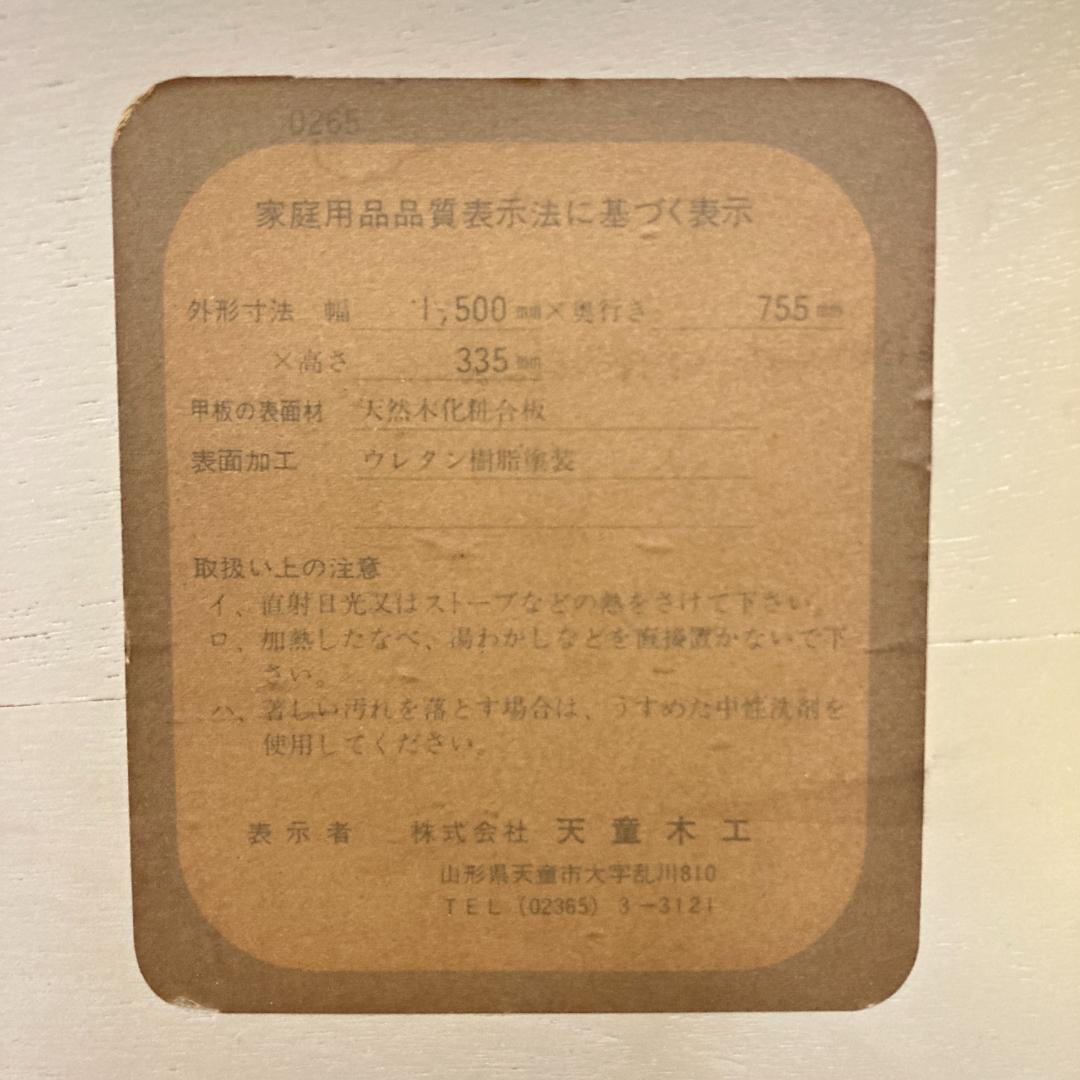 0265
家庭用品品質表示法に基づく表示
外形寸法 幅 1,500 mm×奥行き 755 mm
×高さ 335 mm
甲板の表面材 天然木化粧合板
表面加工 ウレタン樹脂塗装
取扱い上の注意
イ、直射日光又はストーブなどの熱をさけて下さい。
ロ、加熱したなべ、湯わかしなどを直接置かないで下
さい。
ハ、著しい汚れを落とす場合は、うすめた中性洗剤を
使用してください。
表示者 株式会社 天童木工
山形県天童市大字乱川810
TEL (02365) 3-3121